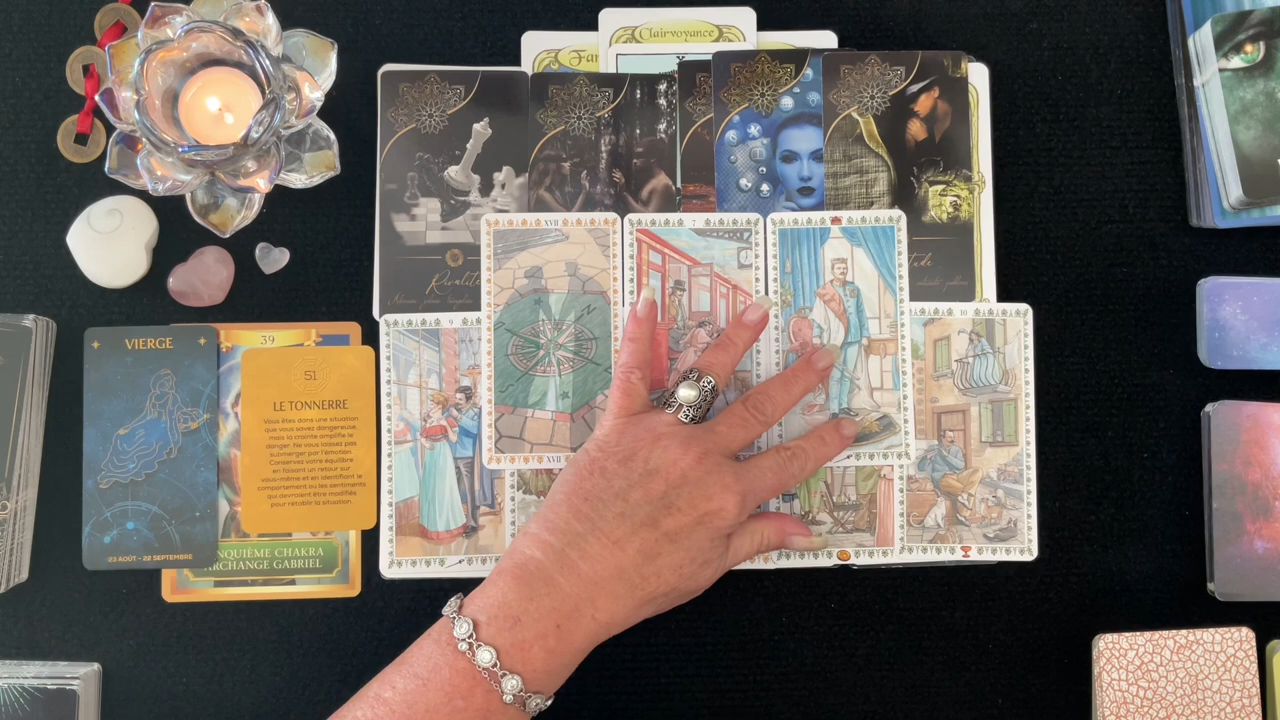 Clairvoyance
X
Rivalité
XVII
7
9
10
XVII
VIERGE
23 AOÛT - 22 SEPTEMBRE
39
51
LE TONNERRE
Vous êtes dans une situation
que vous savez dangereuse,
mais la crainte amplifie le
danger. Ne vous laissez pas
submerger par l'émotion.
Conservez votre équilibre
en faisant un retour sur
vous-même et en identifiant le
comportement ou les sentiments
qui devraient être modifiés
pour rétablir la situation.
NQUIÈME CHAKRA
ARCHANGE GABRIEL